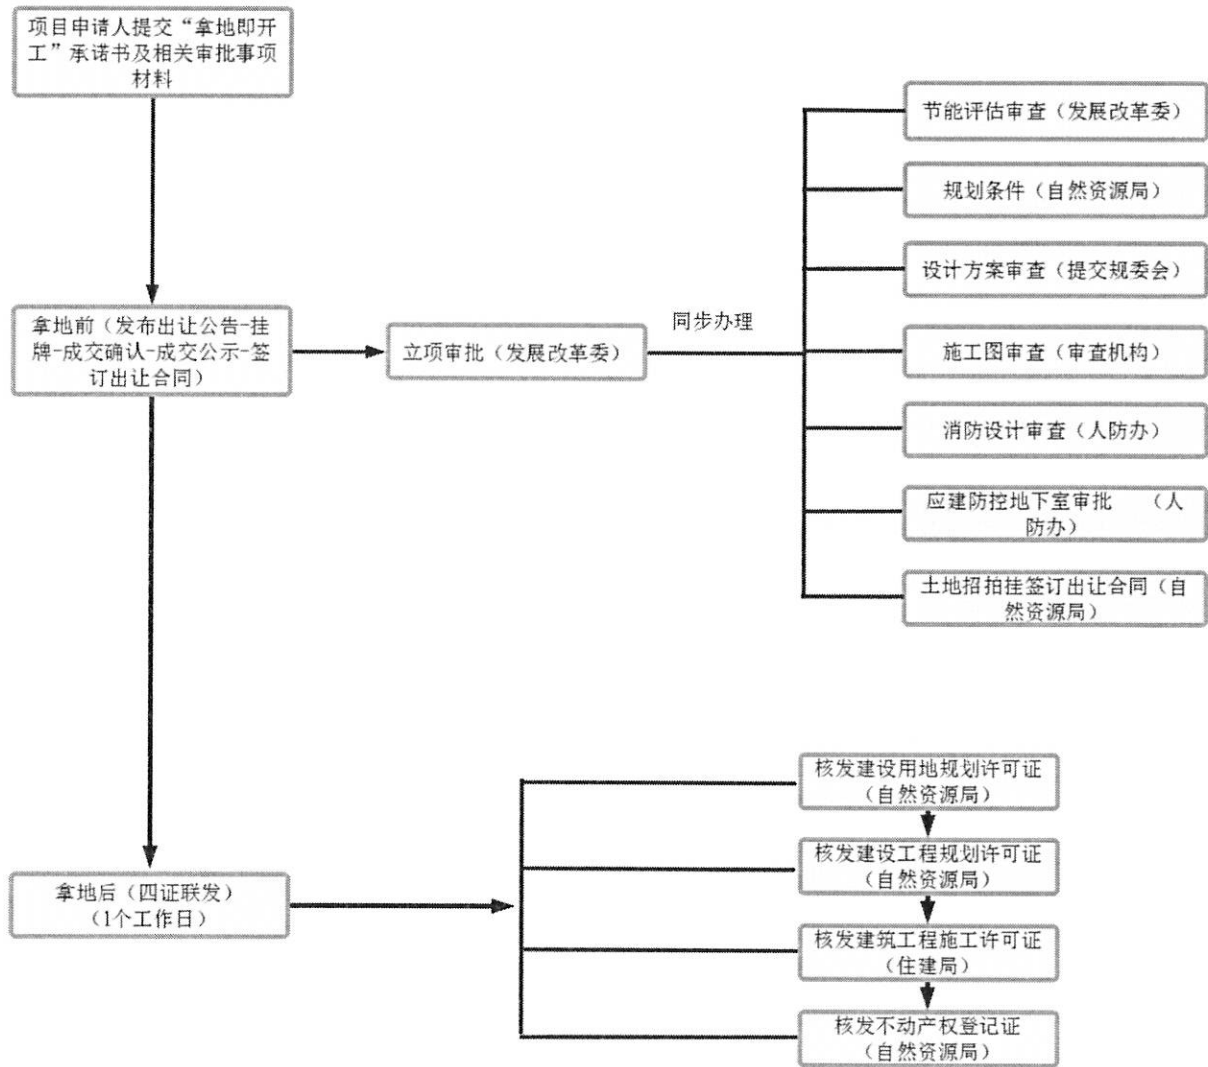 项目申请人提交“拿地即开
工”承诺书及相关审批事项
材料
节能评估审查（发展改革委）
规划条件（自然资源局）
设计方案审查（提交规委会）
拿地前（发布出让公告-挂
牌-成交确认-成交公示-签
订出让合同）
立项审批（发展改革委）
同步办理
施工图审查（审查机构）
消防设计审查（人防办）
应建防控地下室审批 （人
防办）
土地招拍挂签订出让合同（自
然资源局）
拿地后（四证联发）
（1个工作日）
核发建设用地规划许可证
（自然资源局）
核发建设工程规划许可证
（自然资源局）
核发建筑工程施工许可证
（住建局）
核发不动产权登记证
（自然资源局）